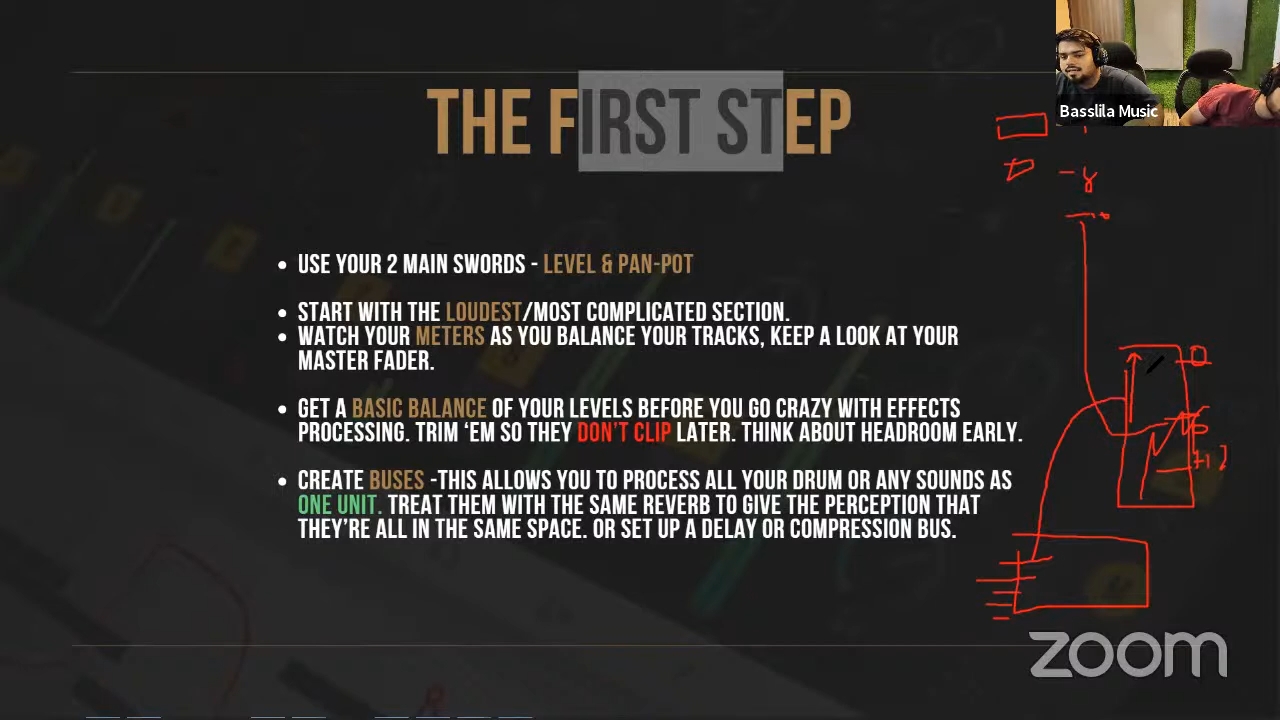 Basslila Music
THE FIRST STEP
• USE YOUR 2 MAIN SWORDS - LEVEL & PAN-POT
• START WITH THE LOUDEST/MOST COMPLICATED SECTION.
• WATCH YOUR METERS AS YOU BALANCE YOUR TRACKS, KEEP A LOOK AT YOUR
MASTER FADER.
• GET A BASIC BALANCE OF YOUR LEVELS BEFORE YOU GO CRAZY WITH EFFECTS
PROCESSING. TRIM ‘EM SO THEY DON’T CLIP LATER. THINK ABOUT HEADROOM EARLY.
• CREATE BUSES -THIS ALLOWS YOU TO PROCESS ALL YOUR DRUM OR ANY SOUNDS AS
ONE UNIT. TREAT THEM WITH THE SAME REVERB TO GIVE THE PERCEPTION THAT
THEY’RE ALL IN THE SAME SPACE. OR SET UP A DELAY OR COMPRESSION BUS.
zoom